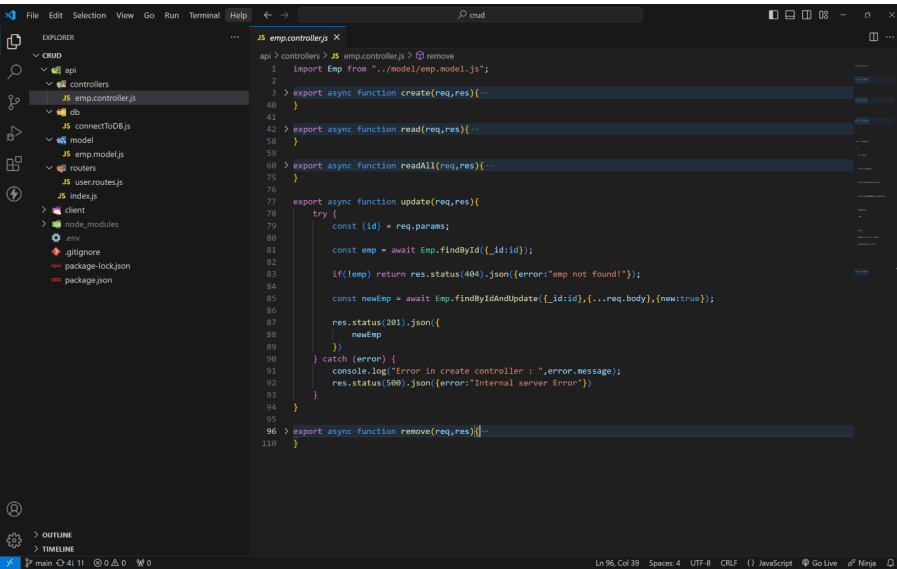 File Edit Selection View Go Run Terminal Help
crud
EXPLORER
CRUD
api
controllers
JS emp.controller.js
db
JS connectToDB.js
model
JS emp.model.js
routers
JS user.routes.js
JS index.js
client
node_modules
.env
.gitignore
package-lock.json
package.json
OUTLINE
TIMELINE
JS emp.controller.js
api > controllers > JS emp.controller.js > remove
1 import Emp from "../model/emp.model.js";
2
3 export async function create(req,res){ ...
40 }
41
42 export async function read(req,res){ ...
58 }
59
60 export async function readAll(req,res){ ...
75 }
76
77 export async function update(req,res){
78 try {
79 const {id} = req.params;
80
81 const emp = await Emp.findById({_id:id});
82
83 if(!emp) return res.status(404).json({error:"emp not found!"});
84
85 const newEmp = await Emp.findByIdAndUpdate({_id:id},{...req.body},{new:true});
86
87 res.status(201).json({
88 newEmp
89 })
90 } catch (error) {
91 console.log("Error in create controller : ",error.message);
92 res.status(500).json({error:"Internal server Error"})
93 }
94 }
95
96 export async function remove(req,res){ ...
110 }
main 4↓ 1↑ 0 0 0
Ln 96, Col 39 Spaces: 4 UTF-8 CRLF {} JavaScript Go Live Ninja